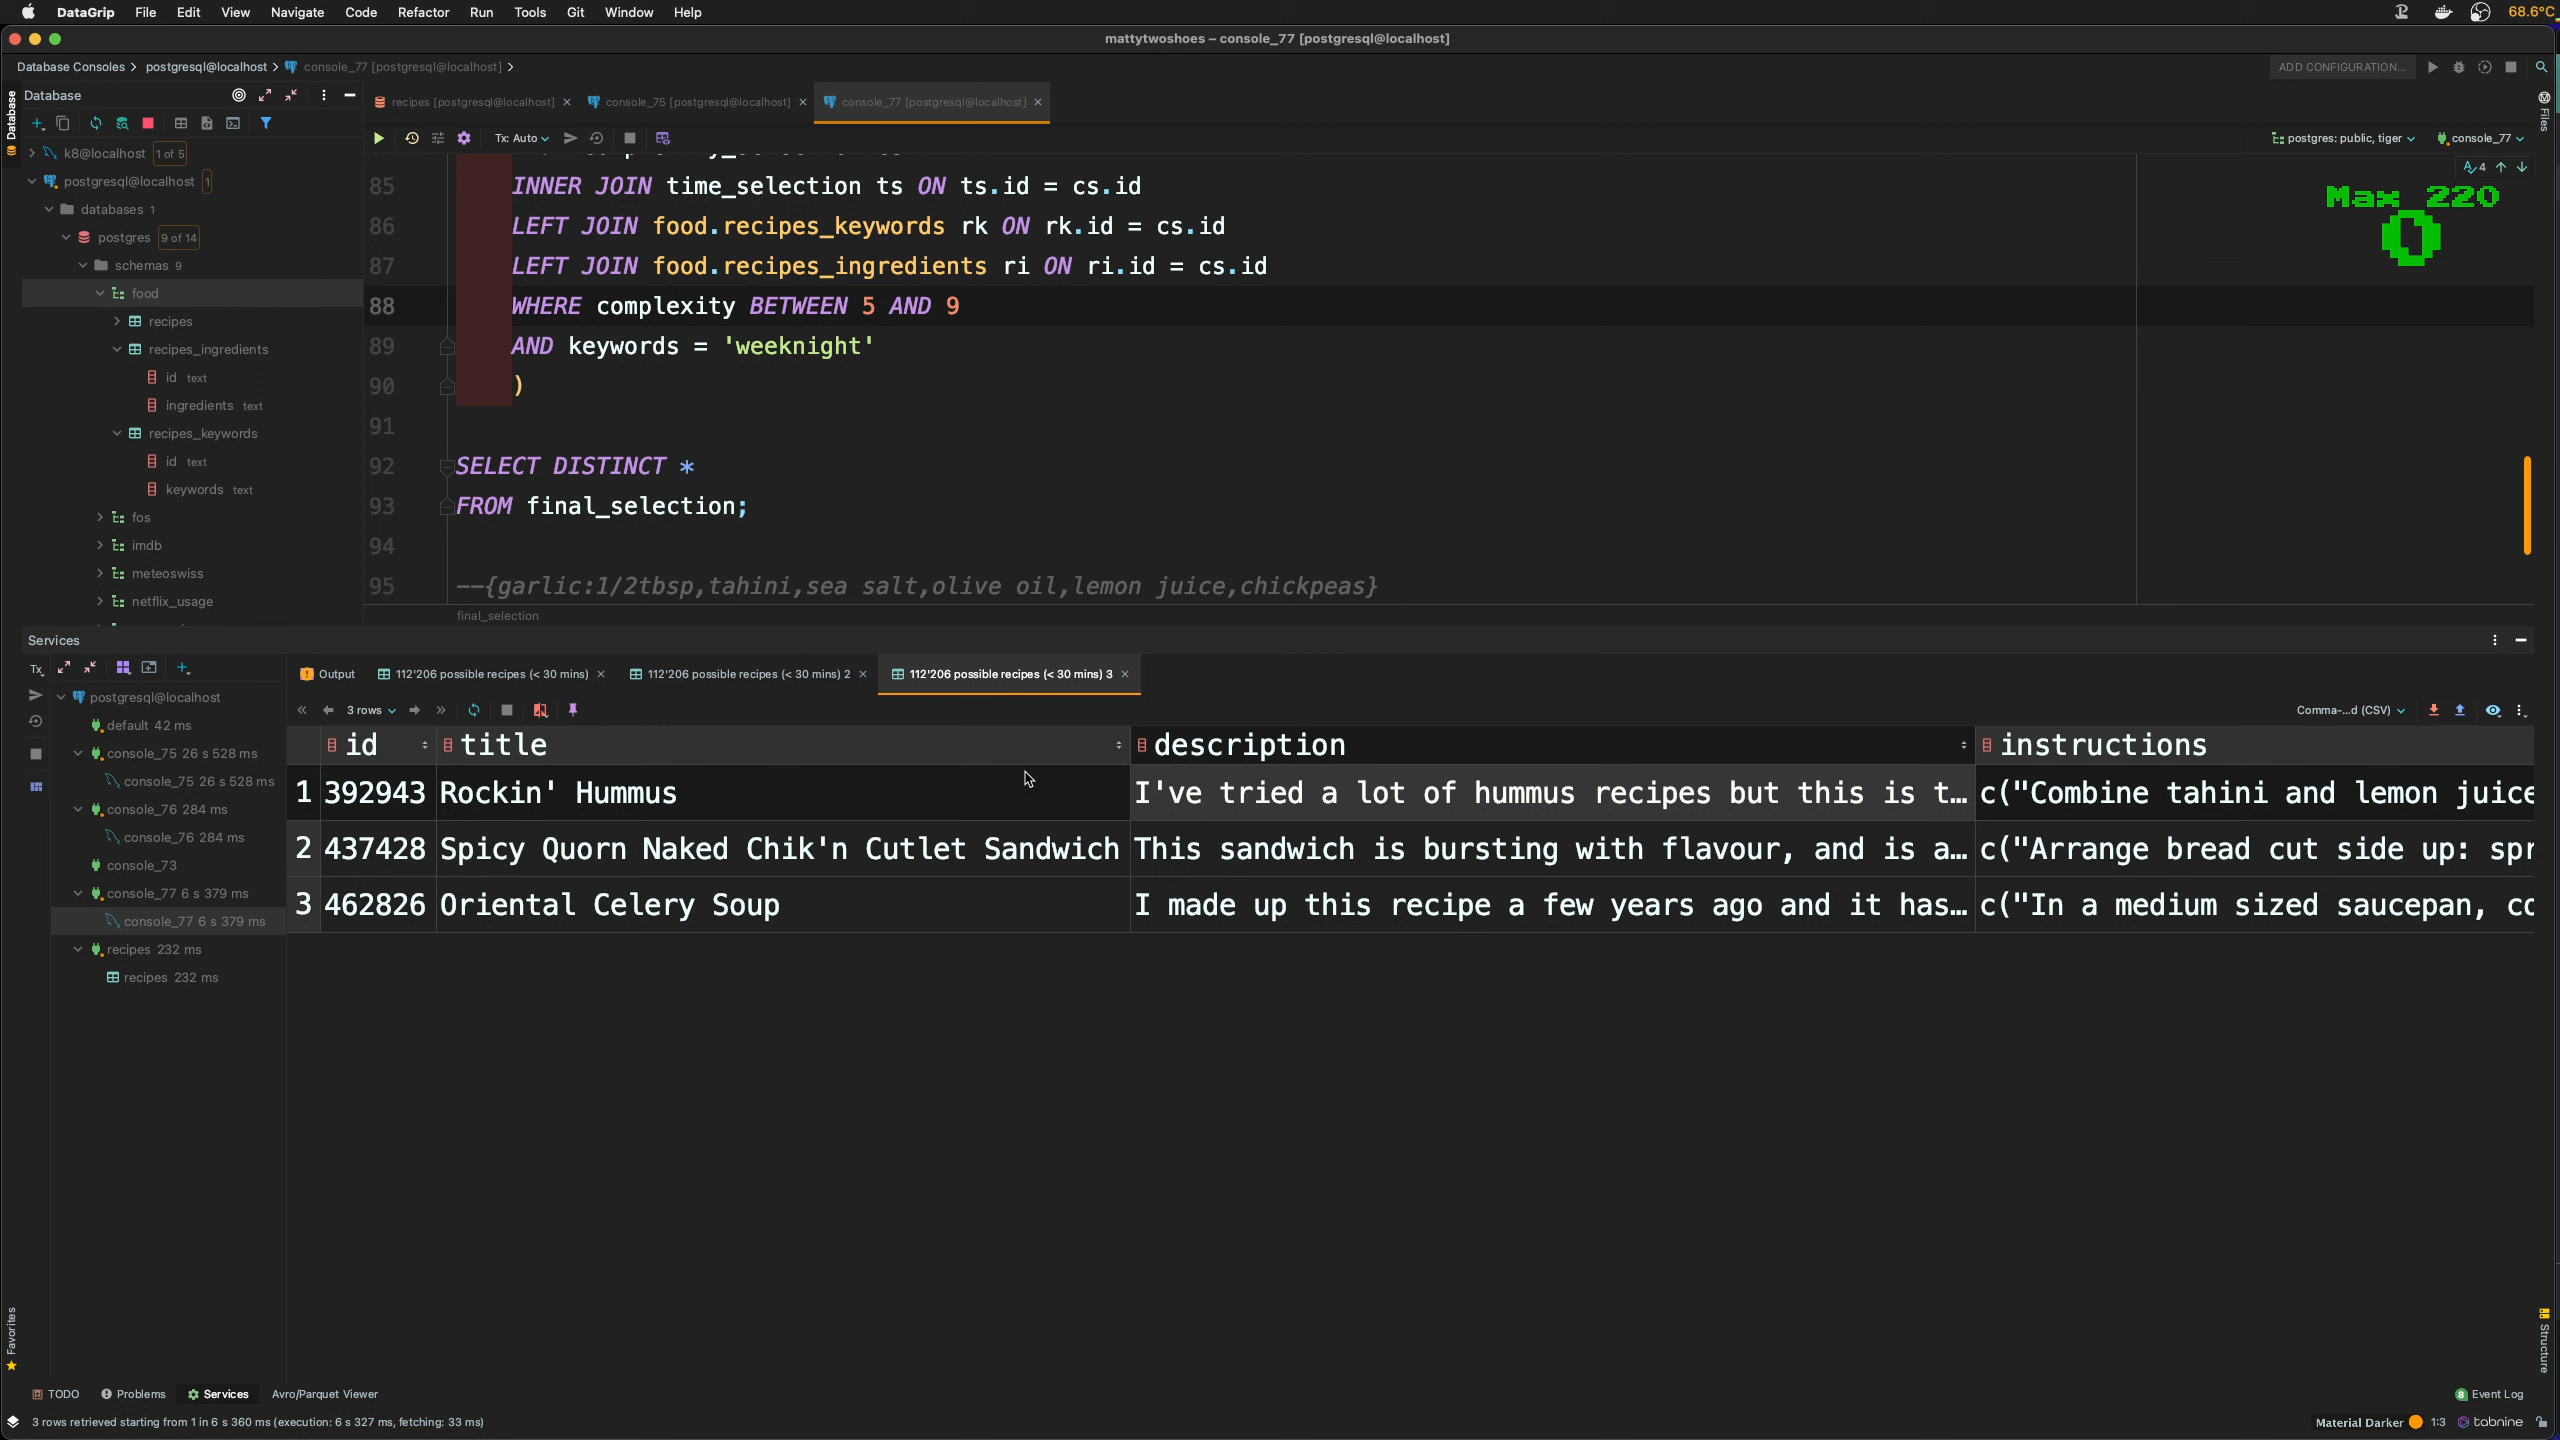 DataGrip File Edit View Navigate Code Refactor Run Tools Git Window Help 68.6°C
mattytwoshoes – console_77 [postgresql@localhost]
Database Consoles postgresql@localhost console_77 [postgresql@localhost] ADD CONFIGURATION...
Database
recipes [postgresql@localhost] console_75 [postgresql@localhost] console_77 [postgresql@localhost]
Tx: Auto postgres: public, tiger console_77
Database
Files
k8@localhost 1 of 5
postgresql@localhost 1
databases 1
postgres 9 of 14
schemas 9
food
recipes
recipes_ingredients
id text
ingredients text
recipes_keywords
id text
keywords text
fos
imdb
meteoswiss
netflix_usage
4
Max 220
0
85 INNER JOIN time_selection ts ON ts.id = cs.id
86 LEFT JOIN food.recipes_keywords rk ON rk.id = cs.id
87 LEFT JOIN food.recipes_ingredients ri ON ri.id = cs.id
88 WHERE complexity BETWEEN 5 AND 9
89 AND keywords = 'weeknight'
90 )
91
92 SELECT DISTINCT *
93 FROM final_selection;
94
95 --{garlic:1/2tbsp,tahini,sea salt,olive oil,lemon juice,chickpeas}
final_selection
Services
Tx
postgresql@localhost
default 42 ms
console_75 26 s 528 ms
console_75 26 s 528 ms
console_76 284 ms
console_76 284 ms
console_73
console_77 6 s 379 ms
console_77 6 s 379 ms
recipes 232 ms
recipes 232 ms
Output 112'206 possible recipes (< 30 mins) 112'206 possible recipes (< 30 mins) 2 112'206 possible recipes (< 30 mins) 3
3 rows Comma-...d (CSV)
id title description instructions
1 392943 Rockin' Hummus I've tried a lot of hummus recipes but this is t… c("Combine tahini and lemon juice
2 437428 Spicy Quorn Naked Chik'n Cutlet Sandwich This sandwich is bursting with flavour, and is a… c("Arrange bread cut side up: spr
3 462826 Oriental Celery Soup I made up this recipe a few years ago and it has… c("In a medium sized saucepan, co
Favorites
Structure
TODO Problems Services Avro/Parquet Viewer 8 Event Log
3 rows retrieved starting from 1 in 6 s 360 ms (execution: 6 s 327 ms, fetching: 33 ms) Material Darker 1:3 tabnine